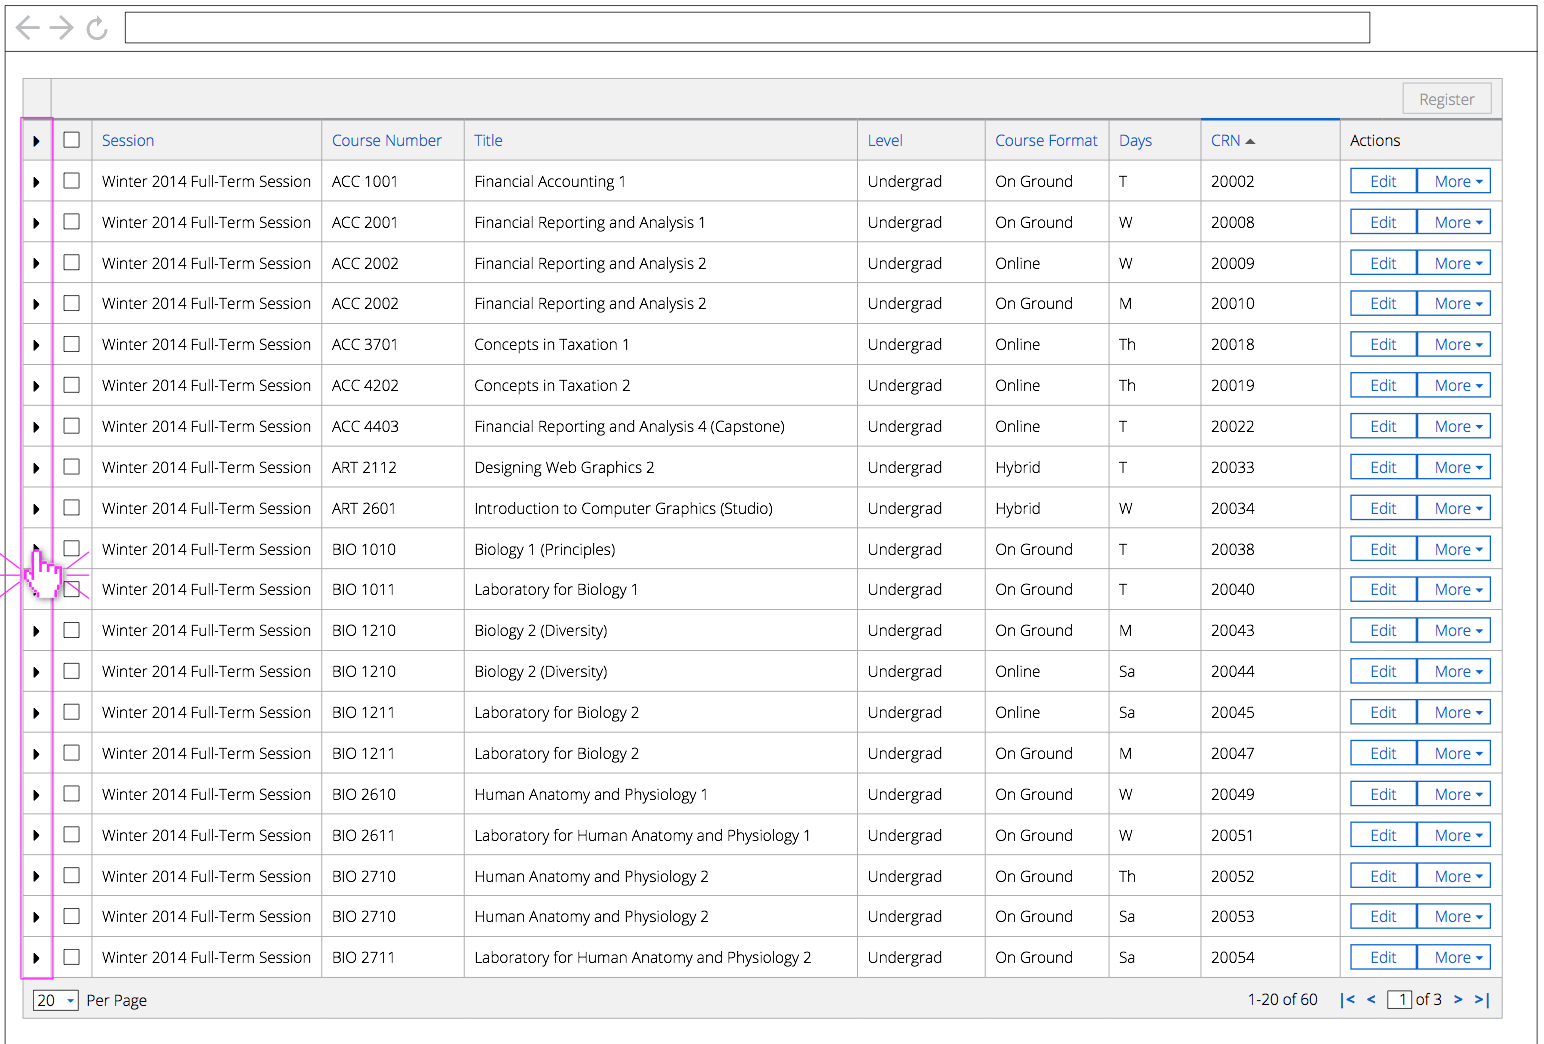 Register
Session Course Number Title Level Course Format Days CRN Actions
Winter 2014 Full-Term Session ACC 1001 Financial Accounting 1 Undergrad On Ground T 20002 Edit More
Winter 2014 Full-Term Session ACC 2001 Financial Reporting and Analysis 1 Undergrad On Ground W 20008 Edit More
Winter 2014 Full-Term Session ACC 2002 Financial Reporting and Analysis 2 Undergrad Online W 20009 Edit More
Winter 2014 Full-Term Session ACC 2002 Financial Reporting and Analysis 2 Undergrad On Ground M 20010 Edit More
Winter 2014 Full-Term Session ACC 3701 Concepts in Taxation 1 Undergrad Online Th 20018 Edit More
Winter 2014 Full-Term Session ACC 4202 Concepts in Taxation 2 Undergrad Online Th 20019 Edit More
Winter 2014 Full-Term Session ACC 4403 Financial Reporting and Analysis 4 (Capstone) Undergrad Online T 20022 Edit More
Winter 2014 Full-Term Session ART 2112 Designing Web Graphics 2 Undergrad Hybrid T 20033 Edit More
Winter 2014 Full-Term Session ART 2601 Introduction to Computer Graphics (Studio) Undergrad Hybrid W 20034 Edit More
Winter 2014 Full-Term Session BIO 1010 Biology 1 (Principles) Undergrad On Ground T 20038 Edit More
Winter 2014 Full-Term Session BIO 1011 Laboratory for Biology 1 Undergrad On Ground T 20040 Edit More
Winter 2014 Full-Term Session BIO 1210 Biology 2 (Diversity) Undergrad On Ground M 20043 Edit More
Winter 2014 Full-Term Session BIO 1210 Biology 2 (Diversity) Undergrad Online Sa 20044 Edit More
Winter 2014 Full-Term Session BIO 1211 Laboratory for Biology 2 Undergrad Online Sa 20045 Edit More
Winter 2014 Full-Term Session BIO 1211 Laboratory for Biology 2 Undergrad On Ground M 20047 Edit More
Winter 2014 Full-Term Session BIO 2610 Human Anatomy and Physiology 1 Undergrad On Ground W 20049 Edit More
Winter 2014 Full-Term Session BIO 2611 Laboratory for Human Anatomy and Physiology 1 Undergrad On Ground W 20051 Edit More
Winter 2014 Full-Term Session BIO 2710 Human Anatomy and Physiology 2 Undergrad On Ground Th 20052 Edit More
Winter 2014 Full-Term Session BIO 2710 Human Anatomy and Physiology 2 Undergrad On Ground Sa 20053 Edit More
Winter 2014 Full-Term Session BIO 2711 Laboratory for Human Anatomy and Physiology 2 Undergrad On Ground Sa 20054 Edit More
20 Per Page 1-20 of 60 |< < 1 of 3 > >|